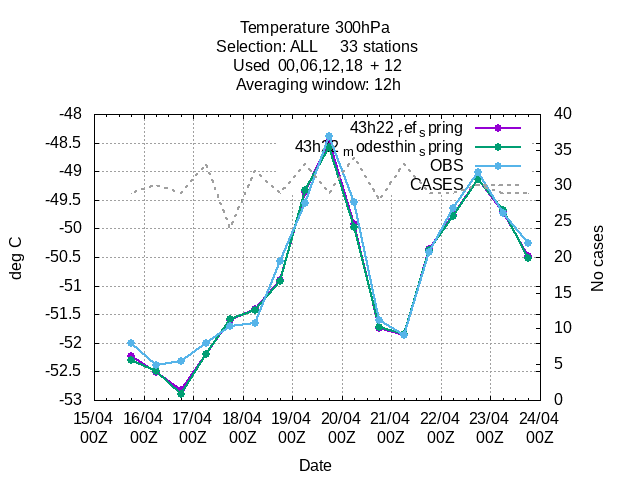 Temperature 300hPa
Selection: ALL 33 stations
Used 00,06,12,18 + 12
Averaging window: 12h
43h22_ref_spring
43h22_modesthin_spring
OBS
CASES
deg C
No cases
-48
-48.5
-49
-49.5
-50
-50.5
-51
-51.5
-52
-52.5
-53
40
35
30
25
20
15
10
5
0
15/04 16/04 17/04 18/04 19/04 20/04 21/04 22/04 23/04 24/04
00Z 00Z 00Z 00Z 00Z 00Z 00Z 00Z 00Z 00Z
Date